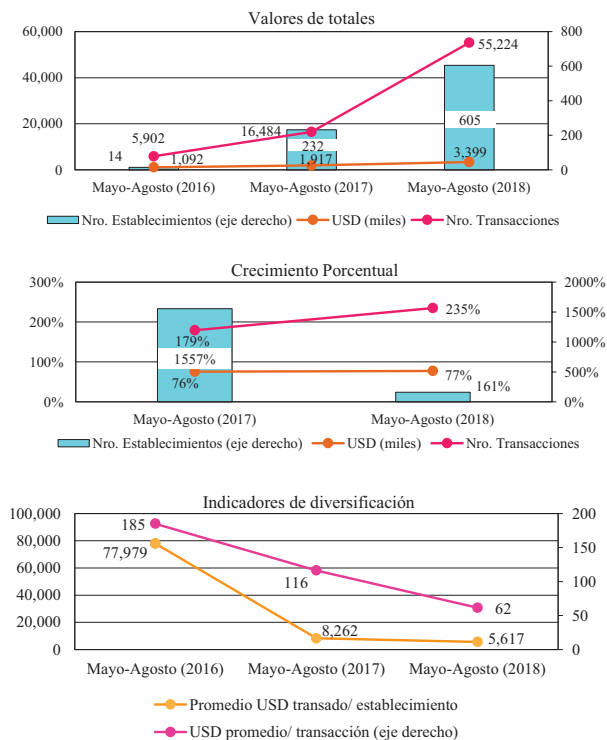 Valores de totales
60,000 800
55,224
600
40,000
605
400
20,000 16,484
5,902 232 200
14 1,092 1,917 3,399
0 0
Mayo-Agosto (2016) Mayo-Agosto (2017) Mayo-Agosto (2018)
Nro. Establecimientos (eje derecho) USD (miles) Nro. Transacciones
Crecimiento Porcentual
300% 2000%
235%
1500%
200%
179%
1557% 1000%
100%
76% 77% 500%
161%
0% 0%
Mayo-Agosto (2017) Mayo-Agosto (2018)
Nro. Establecimientos (eje derecho) USD (miles) Nro. Transacciones
Indicadores de diversificación
100,000 200
185
80,000 77,979
150
60,000
116 100
40,000
62
50
20,000
8,262 5,617
0 0
Mayo-Agosto (2016) Mayo-Agosto (2017) Mayo-Agosto (2018)
Promedio USD transado/ establecimiento
USD promedio/ transacción (eje derecho)